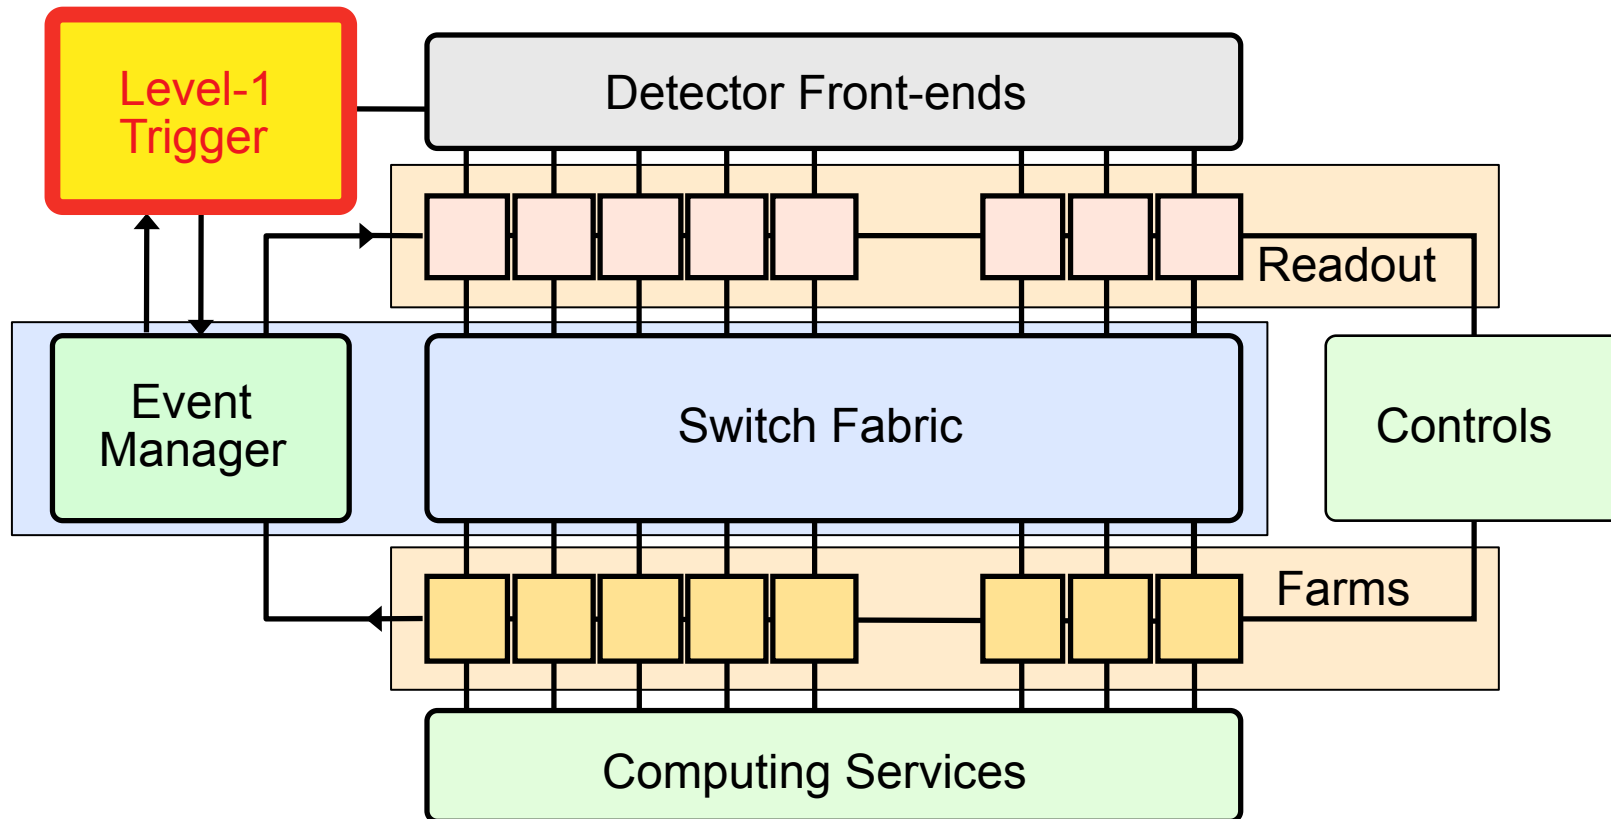 Level-1
Trigger
Detector Front-ends
Readout
Event
Manager
Switch Fabric
Controls
Farms
Computing Services